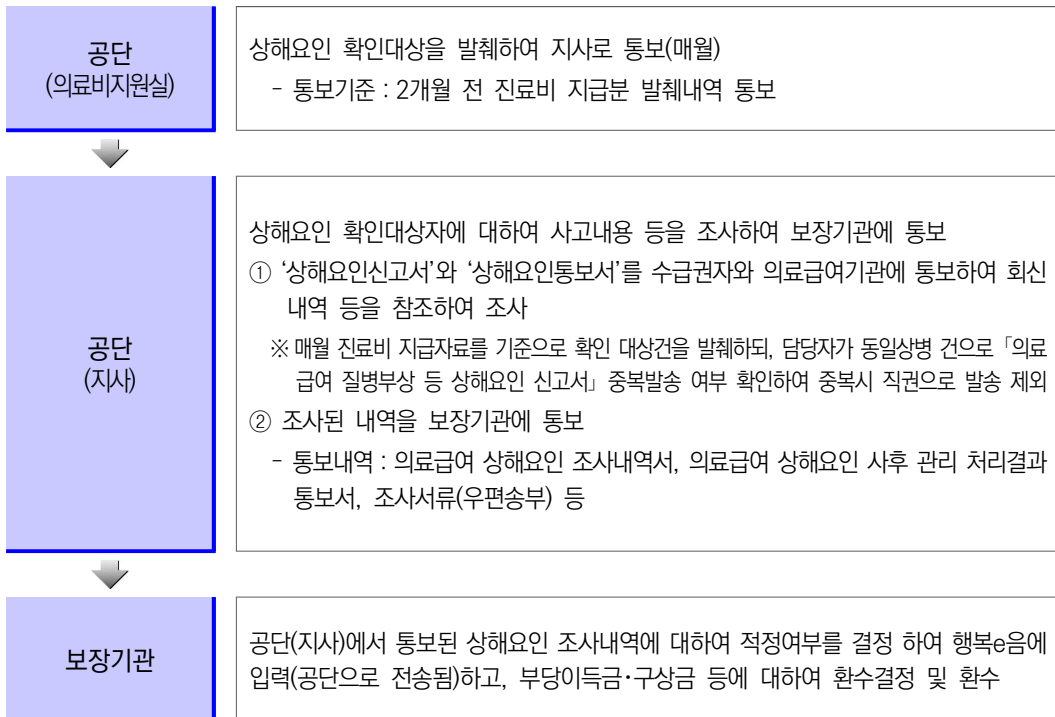 공단
(의료비지원실)
상해요인 확인대상을 발췌하여 지사로 통보(매월)
- 통보기준 : 2개월 전 진료비 지급분 발췌내역 통보
공단
(지사)
상해요인 확인대상자에 대하여 사고내용 등을 조사하여 보장기관에 통보
① ‘상해요인신고서’와 ‘상해요인통보서’를 수급권자와 의료급여기관에 통보하여 회신
내역 등을 참조하여 조사
※ 매월 진료비 지급자료를 기준으로 확인 대상건을 발췌하되, 담당자가 동일상병 건으로 「의료
급여 질병부상 등 상해요인 신고서」 중복발송 여부 확인하여 중복시 직권으로 발송 제외
② 조사된 내역을 보장기관에 통보
- 통보내역 : 의료급여 상해요인 조사내역서, 의료급여 상해요인 사후 관리 처리결과
통보서, 조사서류(우편송부) 등
보장기관
공단(지사)에서 통보된 상해요인 조사내역에 대하여 적정여부를 결정 하여 행복e음에
입력(공단으로 전송됨)하고, 부당이득금·구상금 등에 대하여 환수결정 및 환수